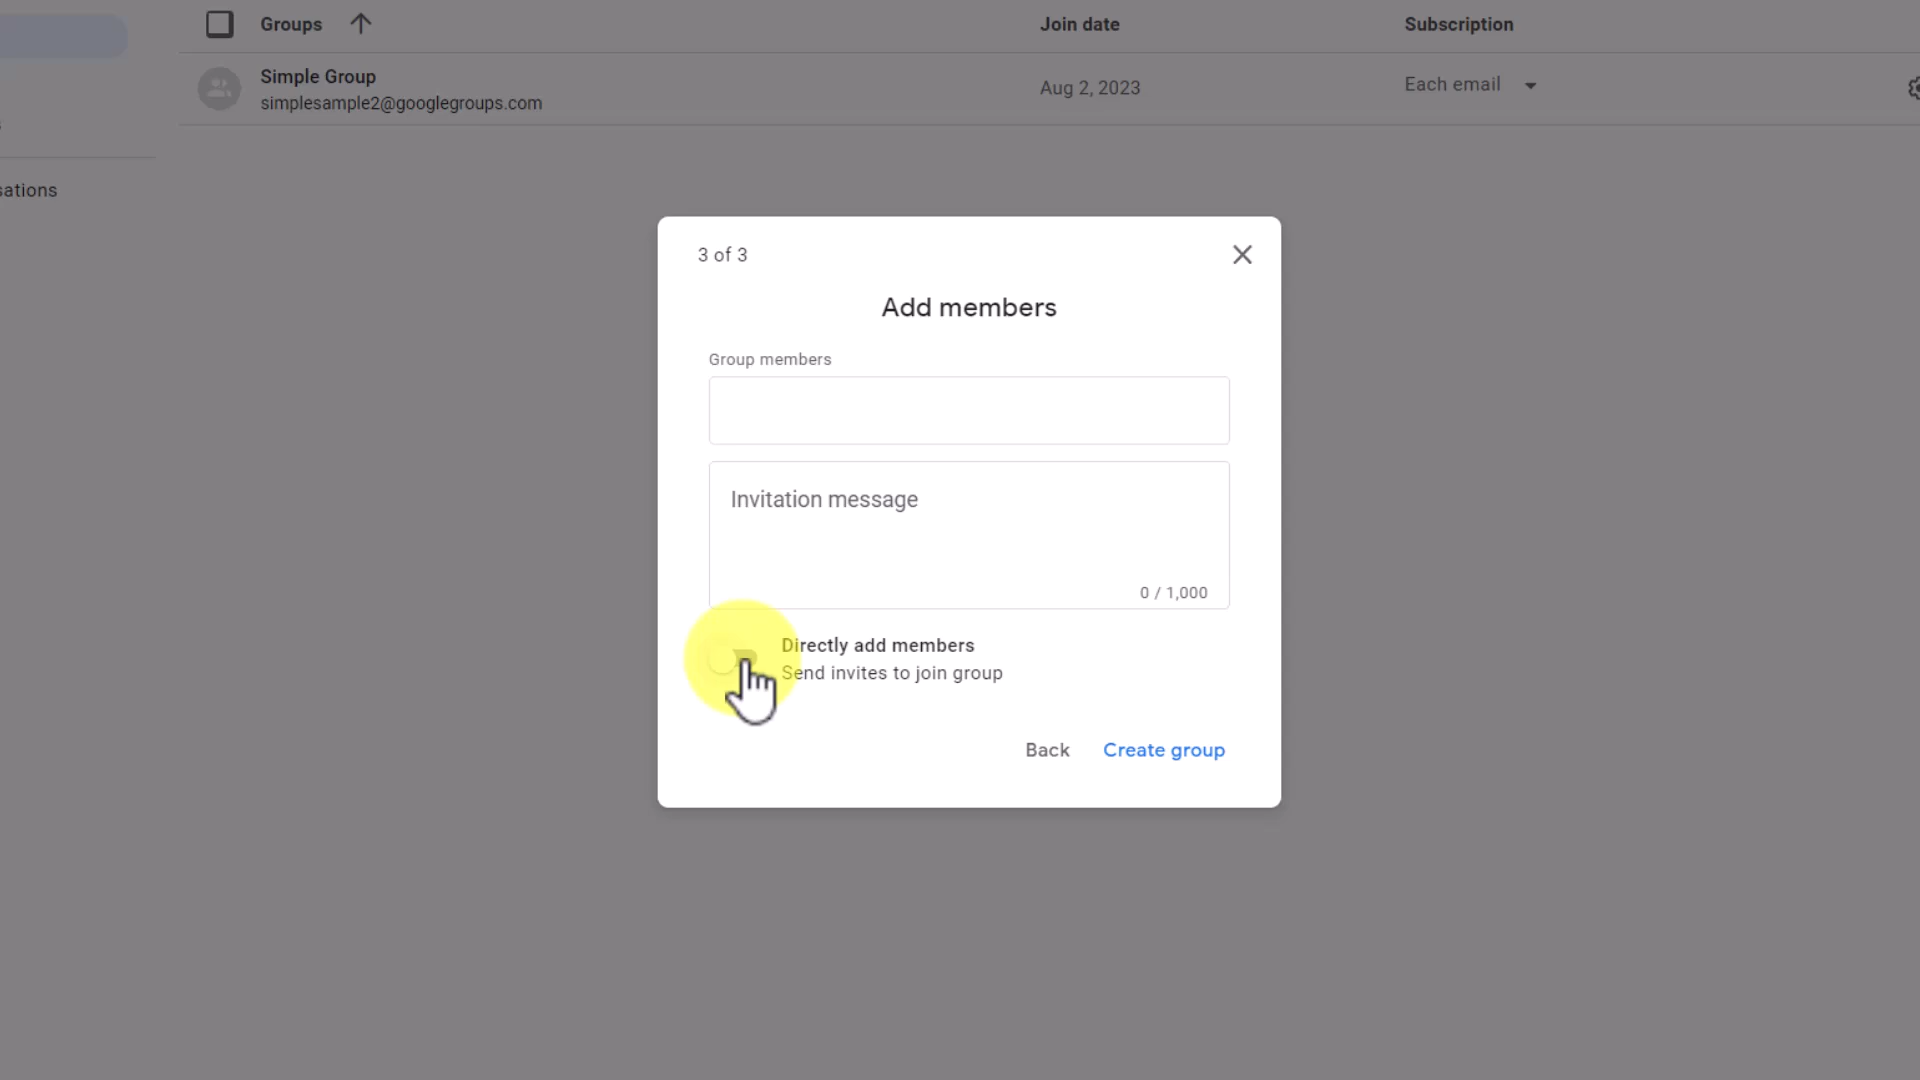 Groups
Join date
Subscription
Simple Group
simplesample2@googlegroups.com
Aug 2, 2023
Each email
sations
3 of 3
Add members
Group members
Invitation message
0 / 1,000
Directly add members
Send invites to join group
Back
Create group